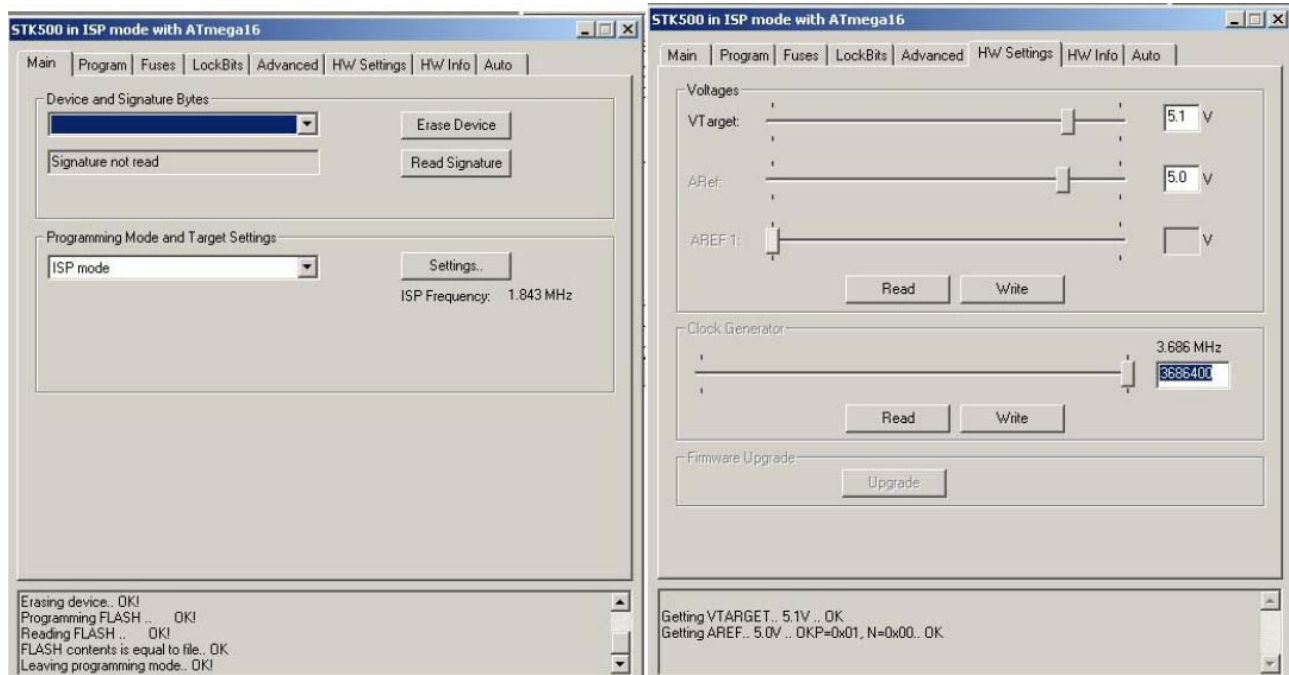 STK500 in ISP mode with ATmega16
Main Program Fuses LockBits Advanced HW Settings HW Info Auto
Device and Signature Bytes
Erase Device
Signature not read
Read Signature
Programming Mode and Target Settings
ISP mode
Settings..
ISP Frequency: 1.843 MHz
Erasing device.. OK!
Programming FLASH .. OK!
Reading FLASH .. OK!
FLASH contents is equal to file.. OK
Leaving programming mode.. OK!
STK500 in ISP mode with ATmega16
Main Program Fuses LockBits Advanced HW Settings HW Info Auto
Voltages
VTarget: 5.1 V
ARef: 5.0 V
AREF 1: V
Read Write
Clock Generator
3.686 MHz
3686400
Read Write
Firmware Upgrade
Upgrade
Getting VTARGET.. 5.1V .. OK
Getting AREF.. 5.0V .. OKP=0x01, N=0x00.. OK